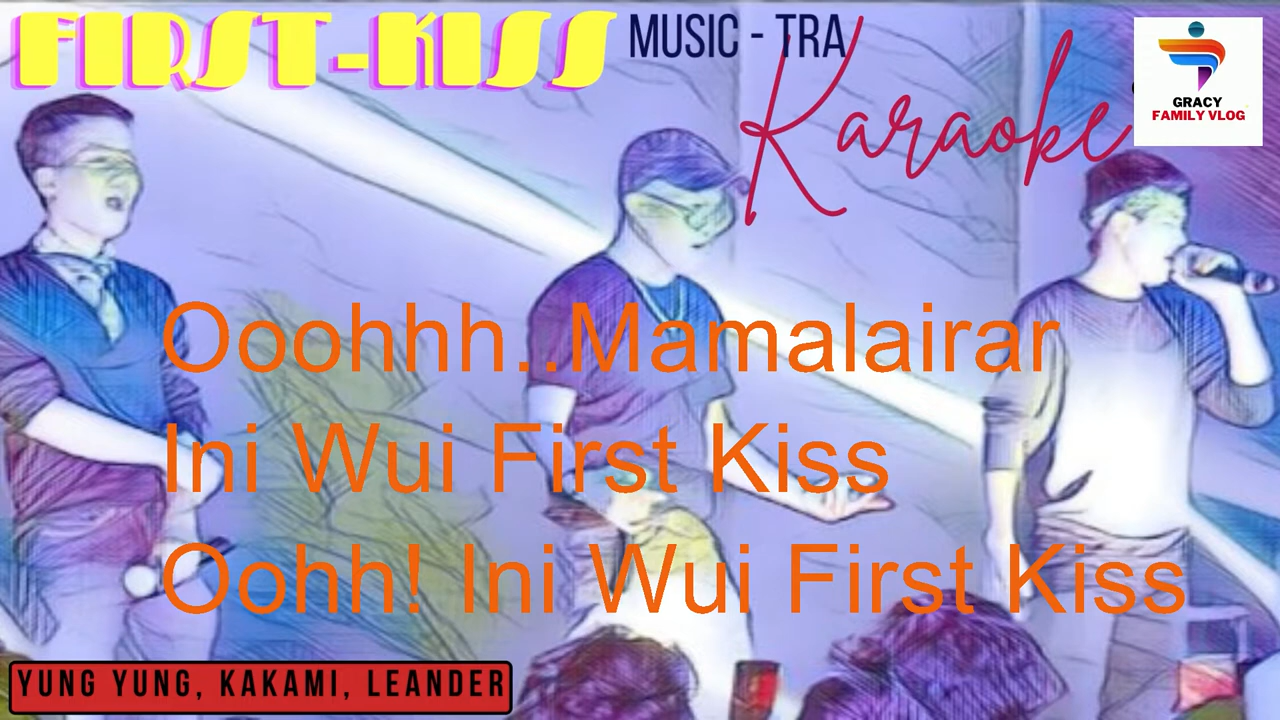 FIRST-KISS
MUSIC - TRA
Karaoke
GRACY
FAMILY VLOG
Ooohhh..Mamalairar
Ini Wui First Kiss
Oohh! Ini Wui First Kiss
YUNG YUNG, KAKAMI, LEANDER